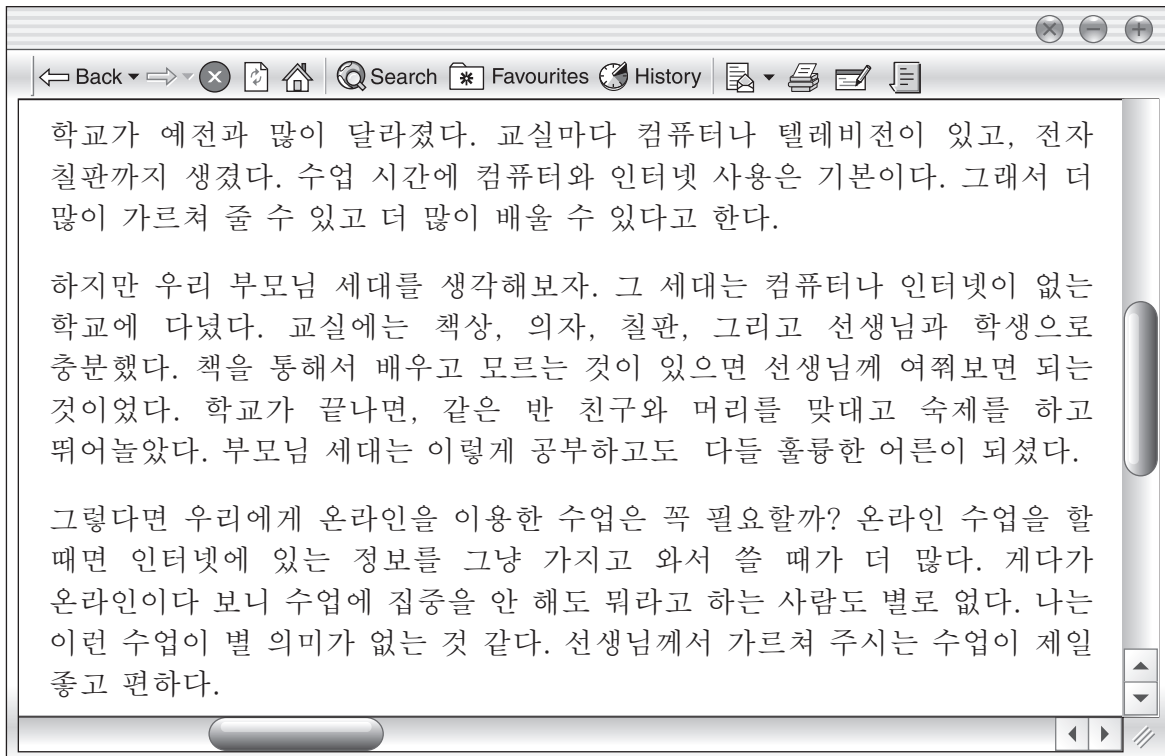 Back Search Favourites History
학교가 예전과 많이 달라졌다. 교실마다 컴퓨터나 텔레비전이 있고, 전자
칠판까지 생겼다. 수업 시간에 컴퓨터와 인터넷 사용은 기본이다. 그래서 더
많이 가르쳐 줄 수 있고 더 많이 배울 수 있다고 한다.
하지만 우리 부모님 세대를 생각해보자. 그 세대는 컴퓨터나 인터넷이 없는
학교에 다녔다. 교실에는 책상, 의자, 칠판, 그리고 선생님과 학생으로
충분했다. 책을 통해서 배우고 모르는 것이 있으면 선생님께 여쭤보면 되는
것이었다. 학교가 끝나면, 같은 반 친구와 머리를 맞대고 숙제를 하고
뛰어놀았다. 부모님 세대는 이렇게 공부하고도 다들 훌륭한 어른이 되셨다.
그렇다면 우리에게 온라인을 이용한 수업은 꼭 필요할까? 온라인 수업을 할
때면 인터넷에 있는 정보를 그냥 가지고 와서 쓸 때가 더 많다. 게다가
온라인이다 보니 수업에 집중을 안 해도 뭐라고 하는 사람도 별로 없다. 나는
이런 수업이 별 의미가 없는 것 같다. 선생님께서 가르쳐 주시는 수업이 제일
좋고 편하다.